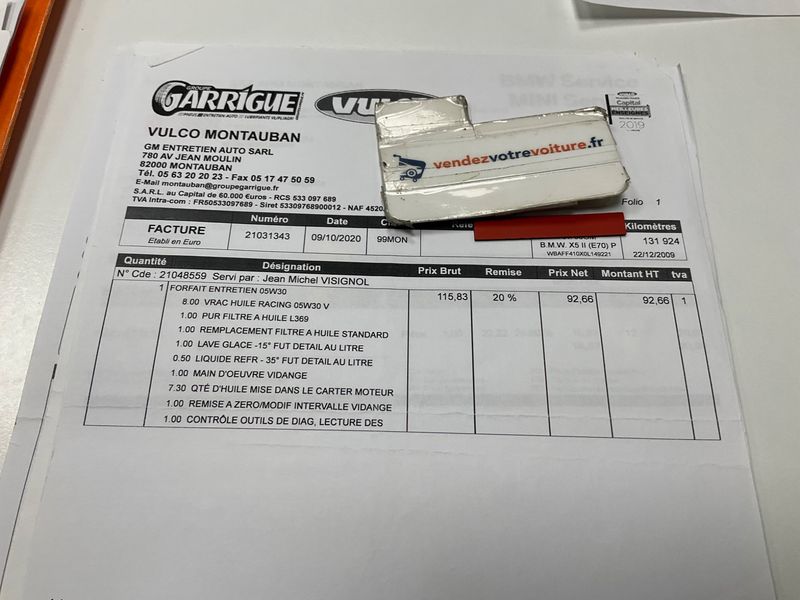 GROUPE
GARRIGUE
VULCO MONTAUBAN
GM ENTRETIEN AUTO SARL
780 AV JEAN MOULIN
82000 MONTAUBAN
Tél. 05 63 20 20 23 - Fax 05 17 47 50 59
E-Mail montauban@groupegarrigue.fr
S.A.R.L. au Capital de 60.000 €uros - RCS 533 097 689
TVA Intra-com : FR50533097689 - Siret 53309768900012 - NAF 4520
vendezvotrevoiture.fr
Capital
2019
Folio 1
Numéro Date Kilomètres
FACTURE 21031343 09/10/2020 99MON 131 924
Etabli en Euro B.M.W. X5 II (E70) P
WBAFF410X0L149221 22/12/2009
Quantité Désignation Prix Brut Remise Prix Net Montant HT tva
N° Cde : 21048559 Servi par : Jean Michel VISIGNOL
1 FORFAIT ENTRETIEN 05W30 115,83 20 % 92,66 92,66 1
8.00 VRAC HUILE RACING 05W30 V
1.00 PUR FILTRE A HUILE L369
1.00 REMPLACEMENT FILTRE A HUILE STANDARD
1.00 LAVE GLACE -15° FUT DETAIL AU LITRE
0.50 LIQUIDE REFR - 35° FUT DETAIL AU LITRE
1.00 MAIN D'OEUVRE VIDANGE
7.30 QTÉ D'HUILE MISE DANS LE CARTER MOTEUR
1.00 REMISE A ZERO/MODIF INTERVALLE VIDANGE
1.00 CONTRÔLE OUTILS DE DIAG, LECTURE DES